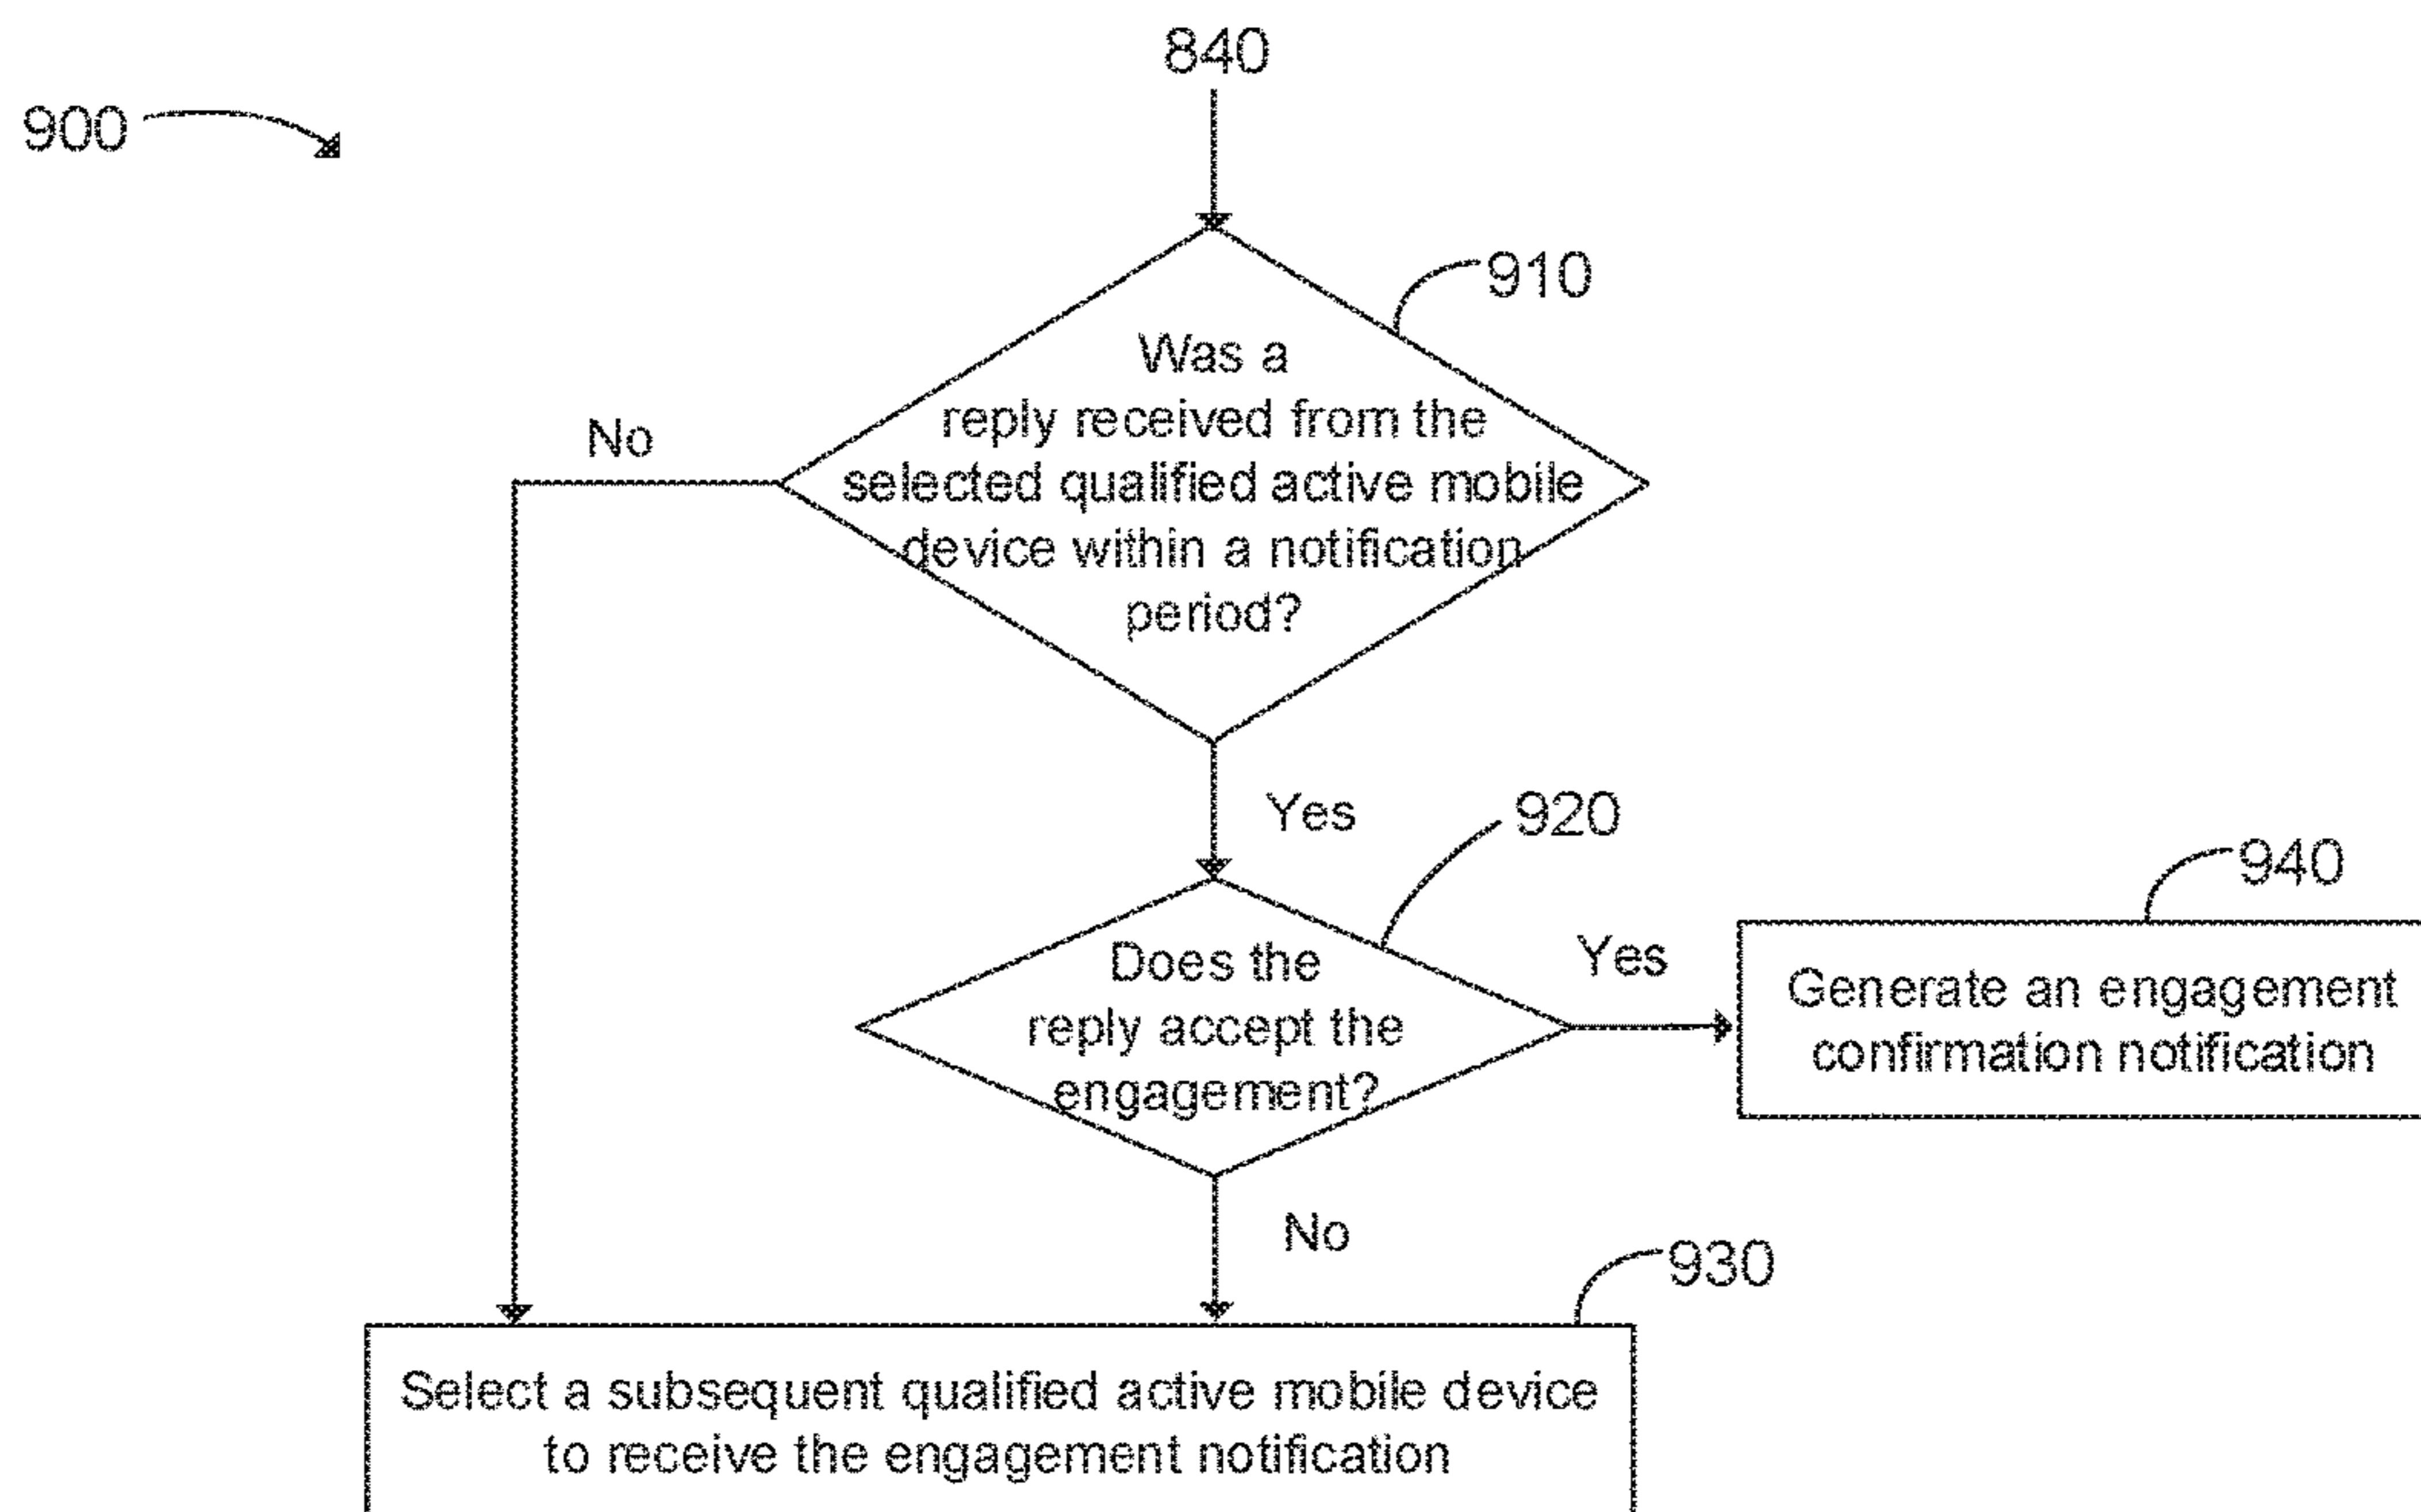 840
900
910
Was a
reply received from the
selected qualified active mobile
device within a notification
period?
No
Yes
920
940
Does the
reply accept the
engagement?
Yes
Generate an engagement
confirmation notification
No
930
Select a subsequent qualified active mobile device
to receive the engagement notification